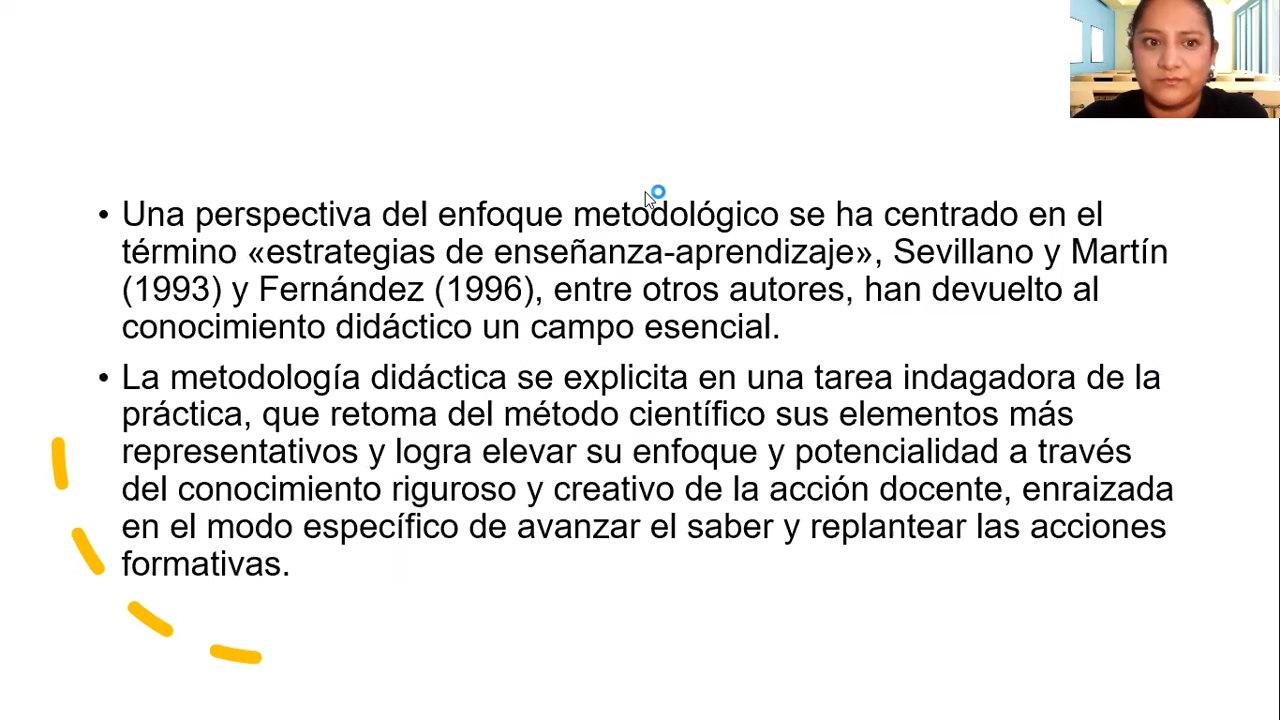 • Una perspectiva del enfoque metodológico se ha centrado en el
término «estrategias de enseñanza-aprendizaje», Sevillano y Martín
(1993) y Fernández (1996), entre otros autores, han devuelto al
conocimiento didáctico un campo esencial.
• La metodología didáctica se explicita en una tarea indagadora de la
práctica, que retoma del método científico sus elementos más
representativos y logra elevar su enfoque y potencialidad a través
del conocimiento riguroso y creativo de la acción docente, enraizada
en el modo específico de avanzar el saber y replantear las acciones
formativas.